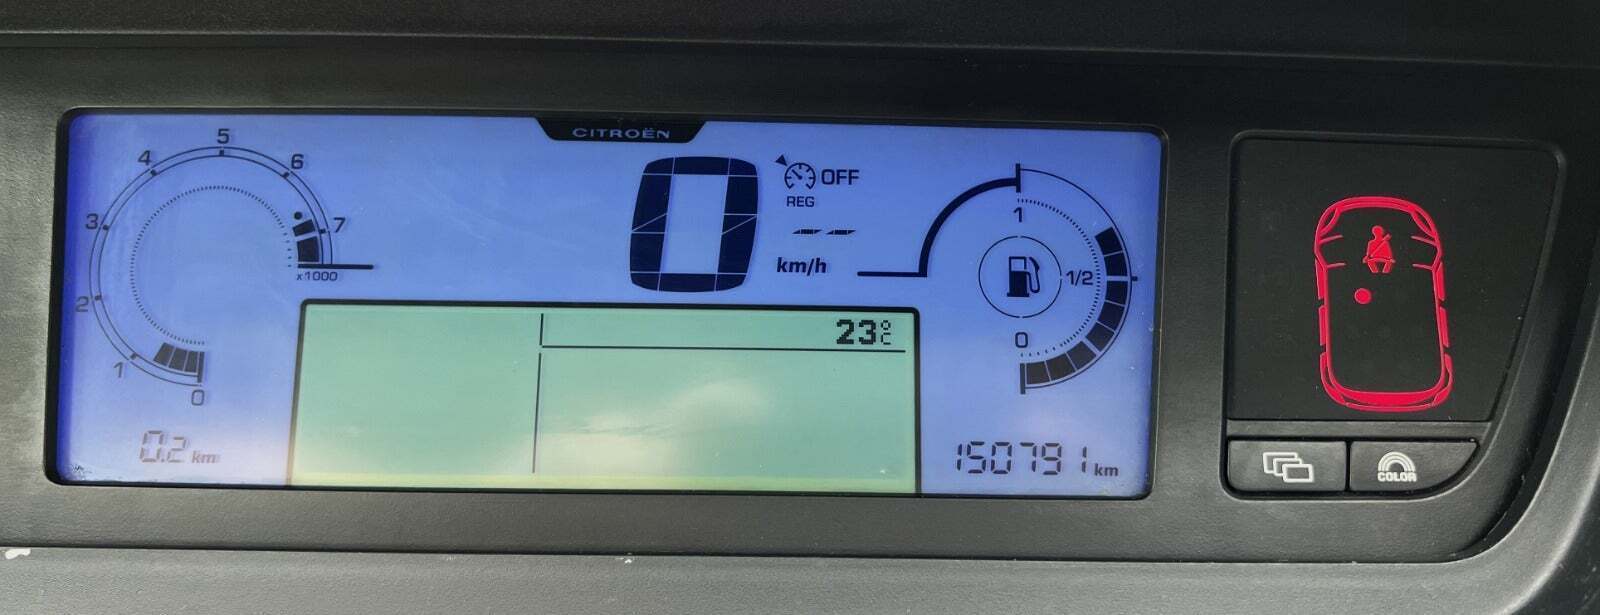 CITROËN
5
4
6
3
7
x1000
2
1
0
0.2 km
0
OFF
REG
-- --
km/h
23°C
1
1/2
0
150791 km
COLOR